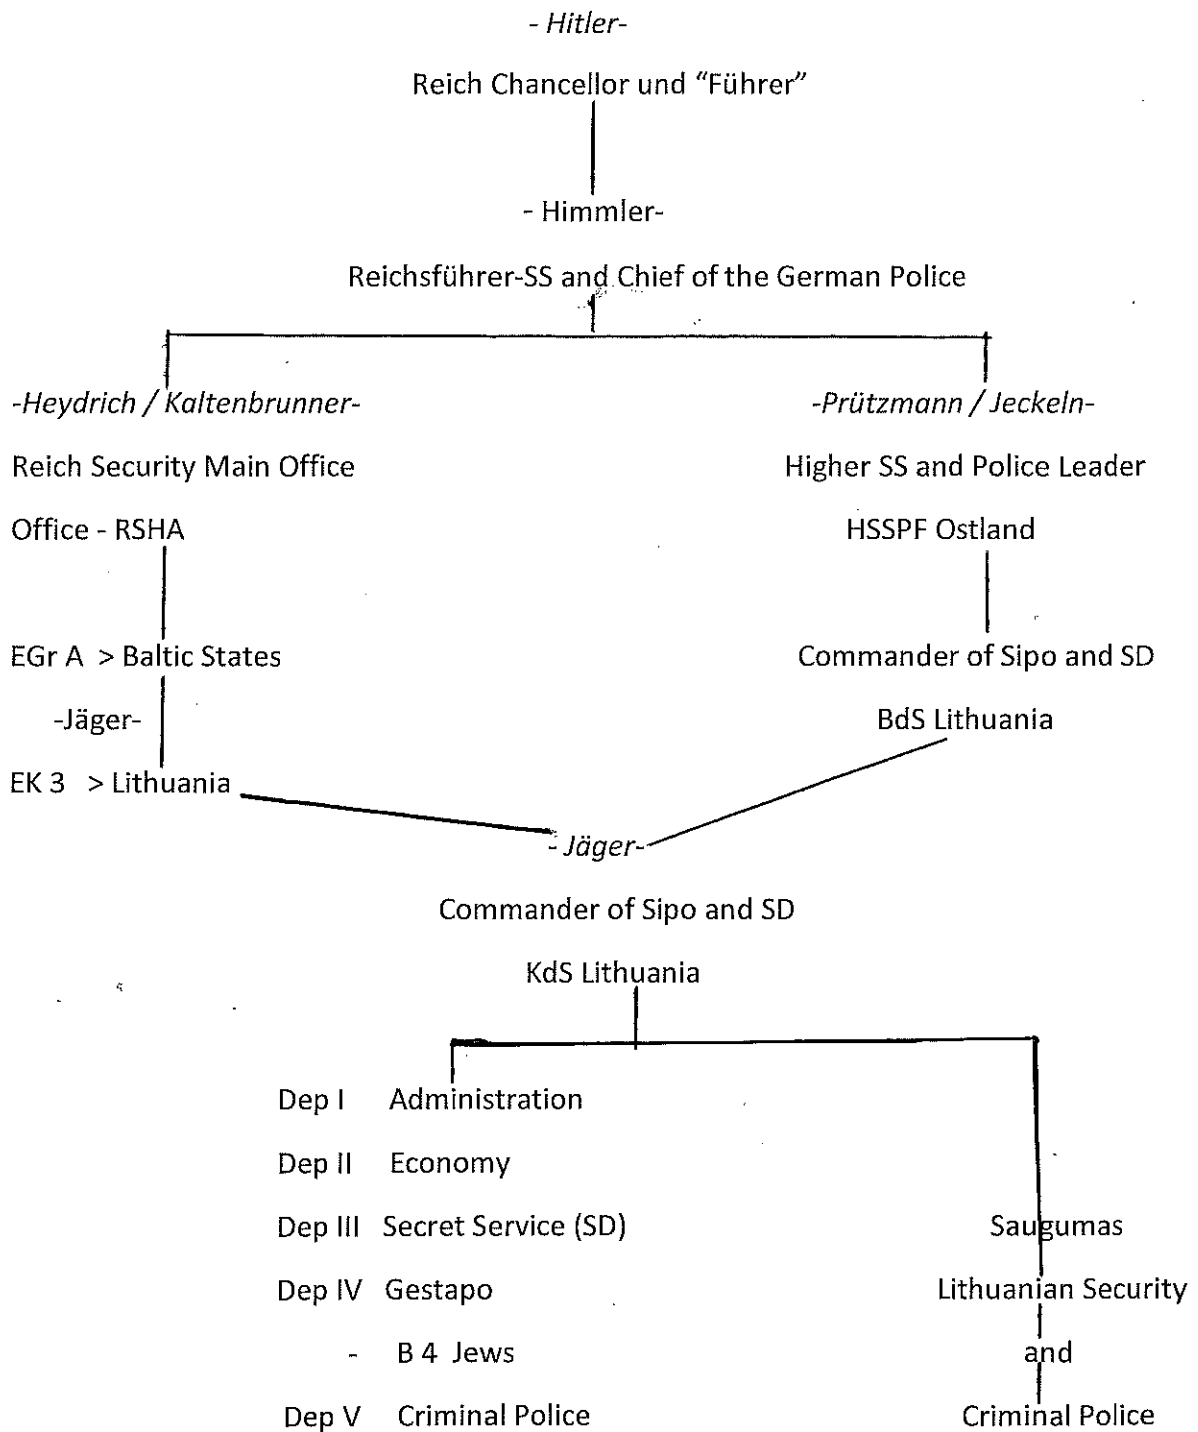 - Hitler-
Reich Chancellor und “Führer”
- Himmler-
Reichsführer-SS and Chief of the German Police
-Heydrich / Kaltenbrunner-
-Prützmann / Jeckeln-
Reich Security Main Office
Higher SS and Police Leader
Office - RSHA
HSSPF Ostland
EGr A > Baltic States
Commander of Sipo and SD
-Jäger-
BdS Lithuania
EK 3 > Lithuania
- Jäger-
Commander of Sipo and SD
KdS Lithuania
Dep I Administration
Dep II Economy
Dep III Secret Service (SD)
Saugumas
Dep IV Gestapo
Lithuanian Security
- B 4 Jews
and
Dep V Criminal Police
Criminal Police